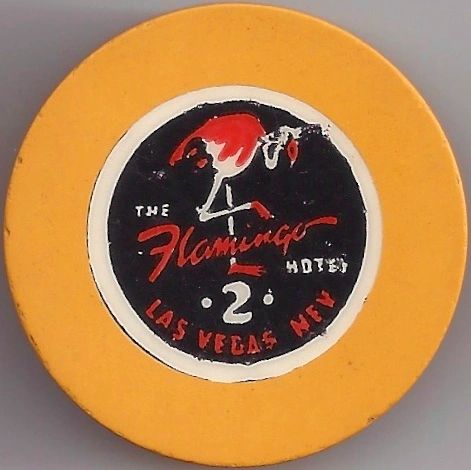 THE
Flamingo
HOTEL
· 2 ·
LAS VEGAS NEV